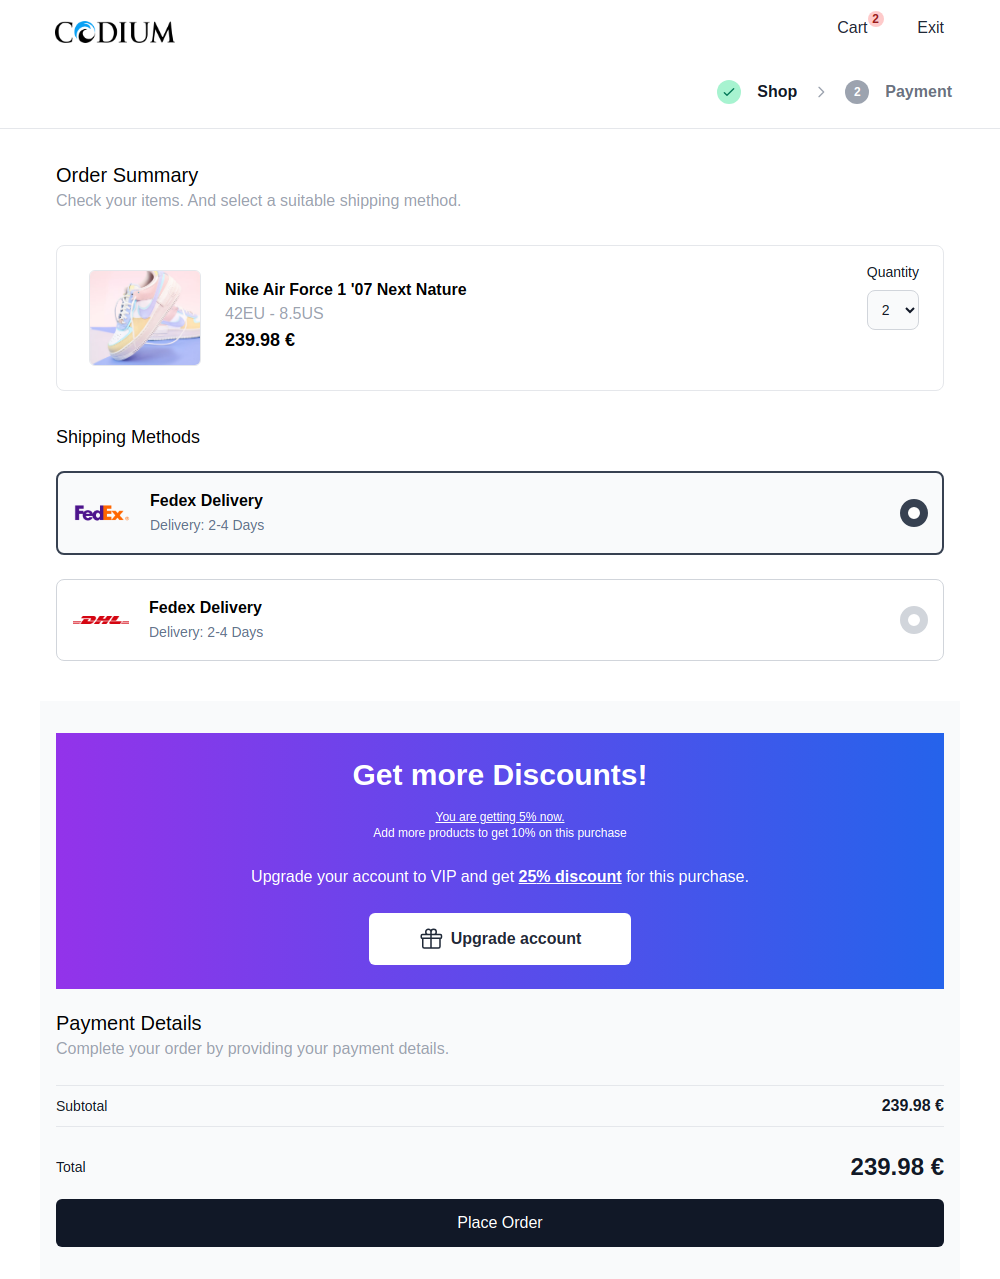 CODIUM
Cart 2 Exit
Shop
2 Payment
Order Summary
Check your items. And select a suitable shipping method.
Nike Air Force 1 '07 Next Nature
42EU - 8.5US
239.98 €
Quantity
2
Shipping Methods
FedEx
Fedex Delivery
Delivery: 2-4 Days
DHL
Fedex Delivery
Delivery: 2-4 Days
Get more Discounts!
You are getting 5% now.
Add more products to get 10% on this purchase
Upgrade your account to VIP and get 25% discount for this purchase.
Upgrade account
Payment Details
Complete your order by providing your payment details.
Subtotal 239.98 €
Total 239.98 €
Place Order